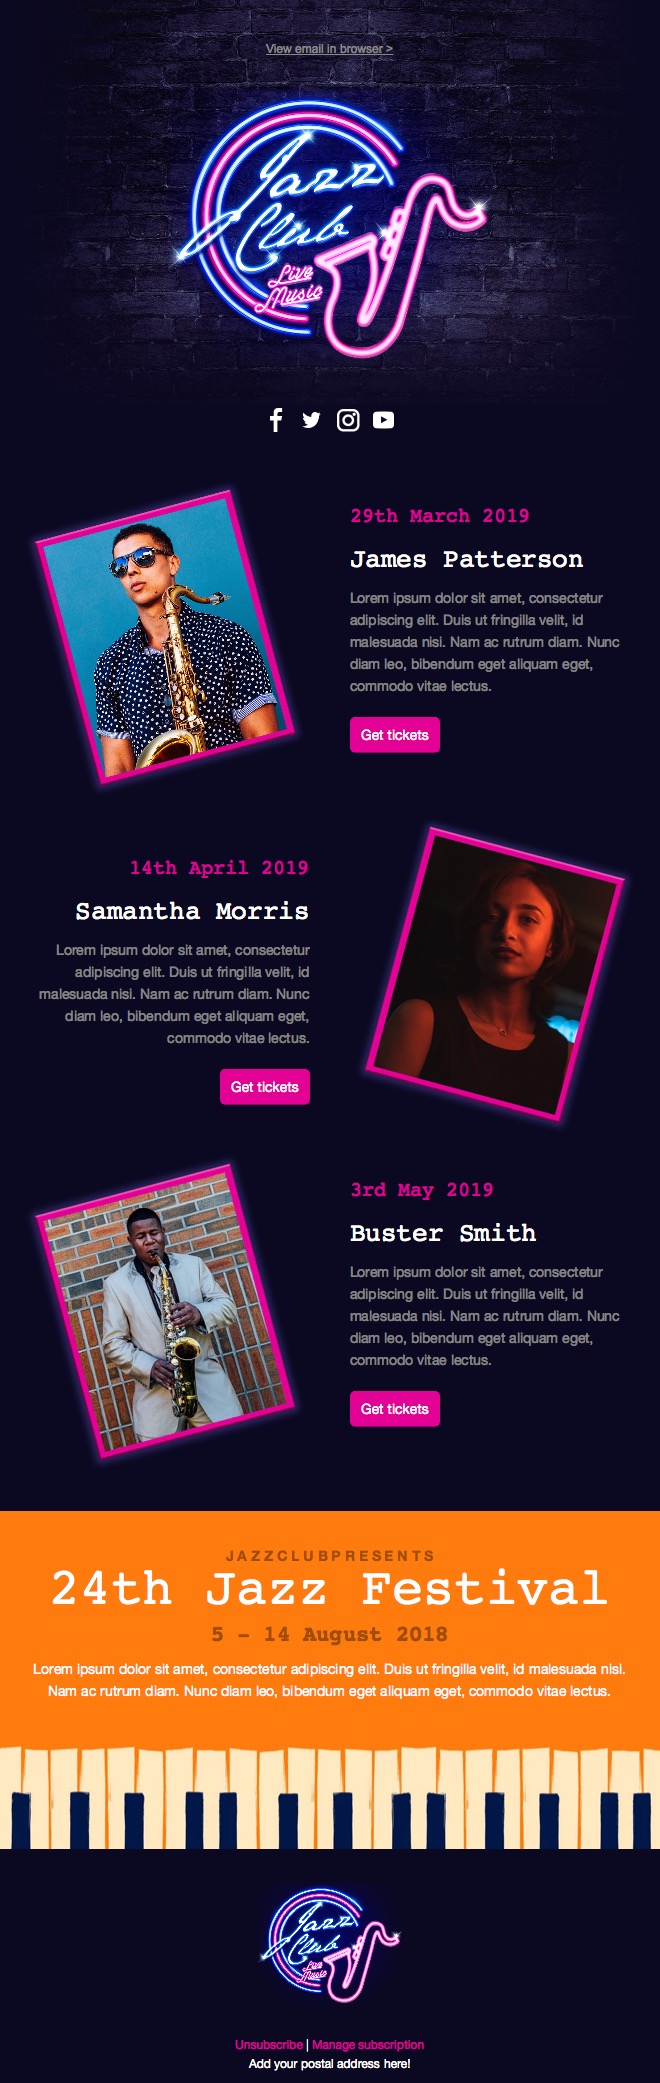 View email in browser >
Jazz
Club
Live
Music
29th March 2019
James Patterson
Lorem ipsum dolor sit amet, consectetur
adipiscing elit. Duis ut fringilla velit, id
malesuada nisi. Nam ac rutrum diam. Nunc
diam leo, bibendum eget aliquam eget,
commodo vitae lectus.
Get tickets
14th April 2019
Samantha Morris
Lorem ipsum dolor sit amet, consectetur
adipiscing elit. Duis ut fringilla velit, id
malesuada nisi. Nam ac rutrum diam. Nunc
diam leo, bibendum eget aliquam eget,
commodo vitae lectus.
Get tickets
3rd May 2019
Buster Smith
Lorem ipsum dolor sit amet, consectetur
adipiscing elit. Duis ut fringilla velit, id
malesuada nisi. Nam ac rutrum diam. Nunc
diam leo, bibendum eget aliquam eget,
commodo vitae lectus.
Get tickets
JAZZCLUBPRESENTS
24th Jazz Festival
5 - 14 August 2018
Lorem ipsum dolor sit amet, consectetur adipiscing elit. Duis ut fringilla velit, id malesuada nisi.
Nam ac rutrum diam. Nunc diam leo, bibendum eget aliquam eget, commodo vitae lectus.
Jazz
Club
Live
Music
Unsubscribe | Manage subscription
Add your postal address here!